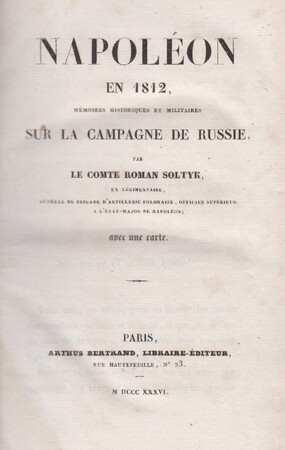 NAPOLÉON
EN 1812,
MÉMOIRES HISTORIQUES ET MILITAIRES
SUR LA CAMPAGNE DE RUSSIE,
PAR
LE COMTE ROMAN SOLTYK,
EX-RÉGIMENTAIRE,
GÉNÉRAL DE BRIGADE D'ARTILLERIE POLONAISE, OFFICIER SUPÉRIEUR
A L'ÉTAT-MAJOR DE NAPOLÉON;
avec une carte.
PARIS,
ARTHUS BERTRAND, LIBRAIRE-ÉDITEUR,
RUE HAUTEFEUILLE, N° 23.
M DCCC XXXVI.